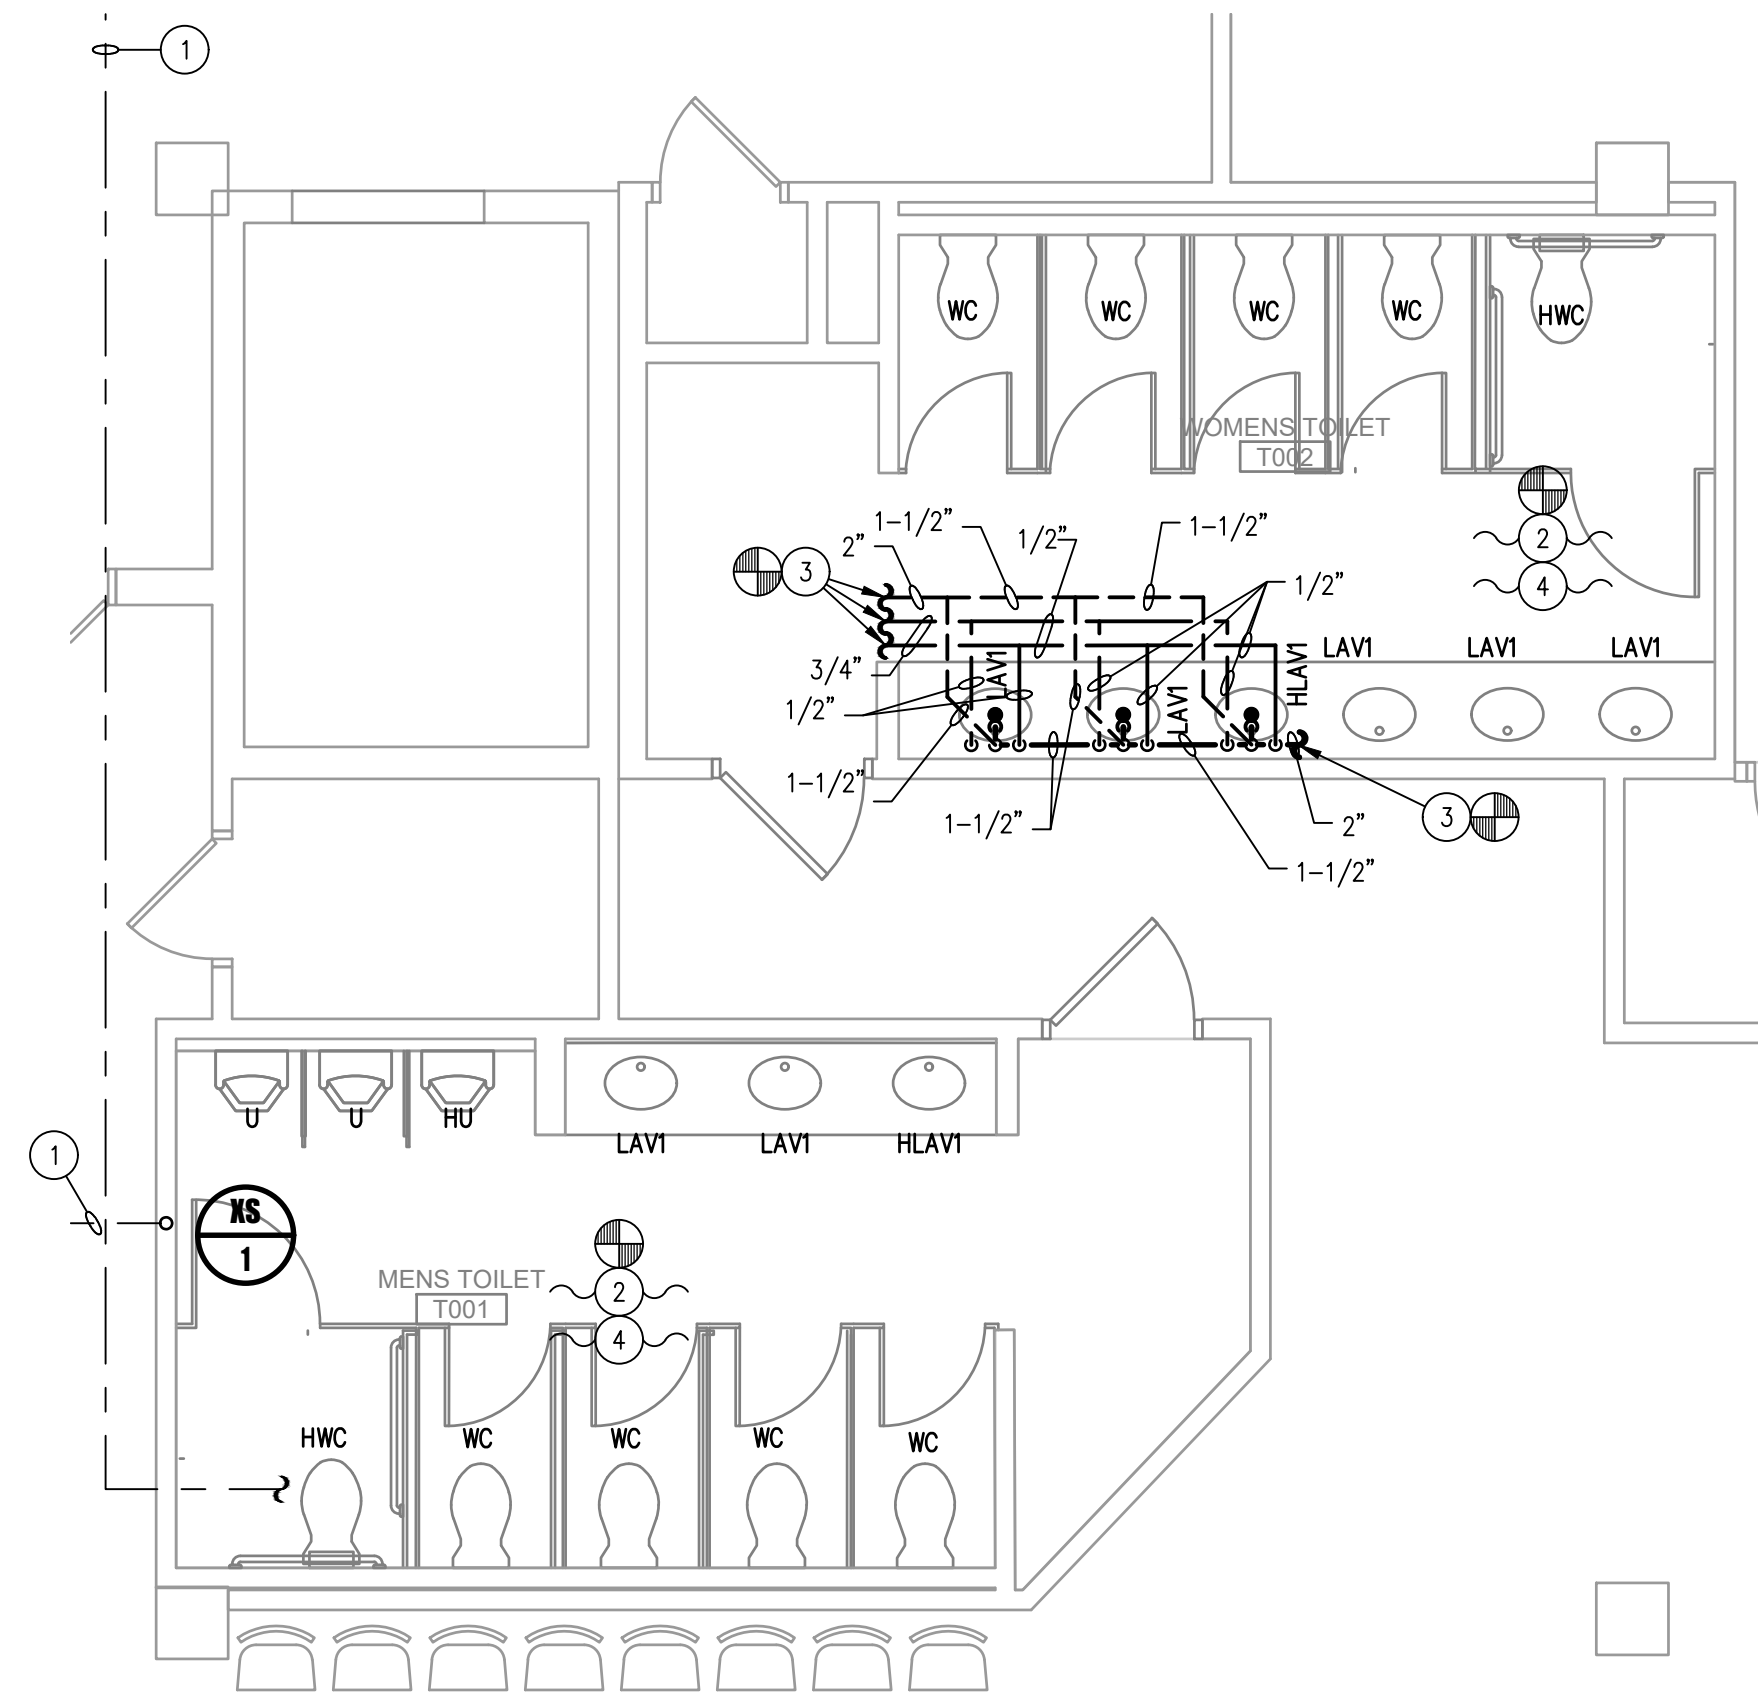 1
WC
WC
WC
WC
HWC
WOMENS TOILET
T002
1-1/2"
2"
1/2"
1-1/2"
3
2
4
1/2"
3/4"
1/2"
LAV1
LAV1
HLAV1
LAV1
LAV1
LAV1
1-1/2"
1-1/2"
2"
3
1-1/2"
U
U
HU
LAV1
LAV1
HLAV1
1
XS
1
MENS TOILET
T001
2
4
HWC
WC
WC
WC
WC